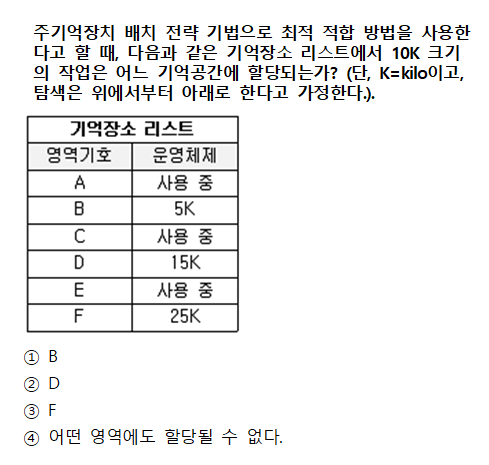 주기억장치 배치 전략 기법으로 최적 적합 방법을 사용한
다고 할 때, 다음과 같은 기억장소 리스트에서 10K 크기
의 작업은 어느 기억공간에 할당되는가? (단, K=kilo이고,
탐색은 위에서부터 아래로 한다고 가정한다.).
기억장소 리스트
영역기호 운영체제
A 사용 중
B 5K
C 사용 중
D 15K
E 사용 중
F 25K
① B
② D
③ F
④ 어떤 영역에도 할당될 수 없다.